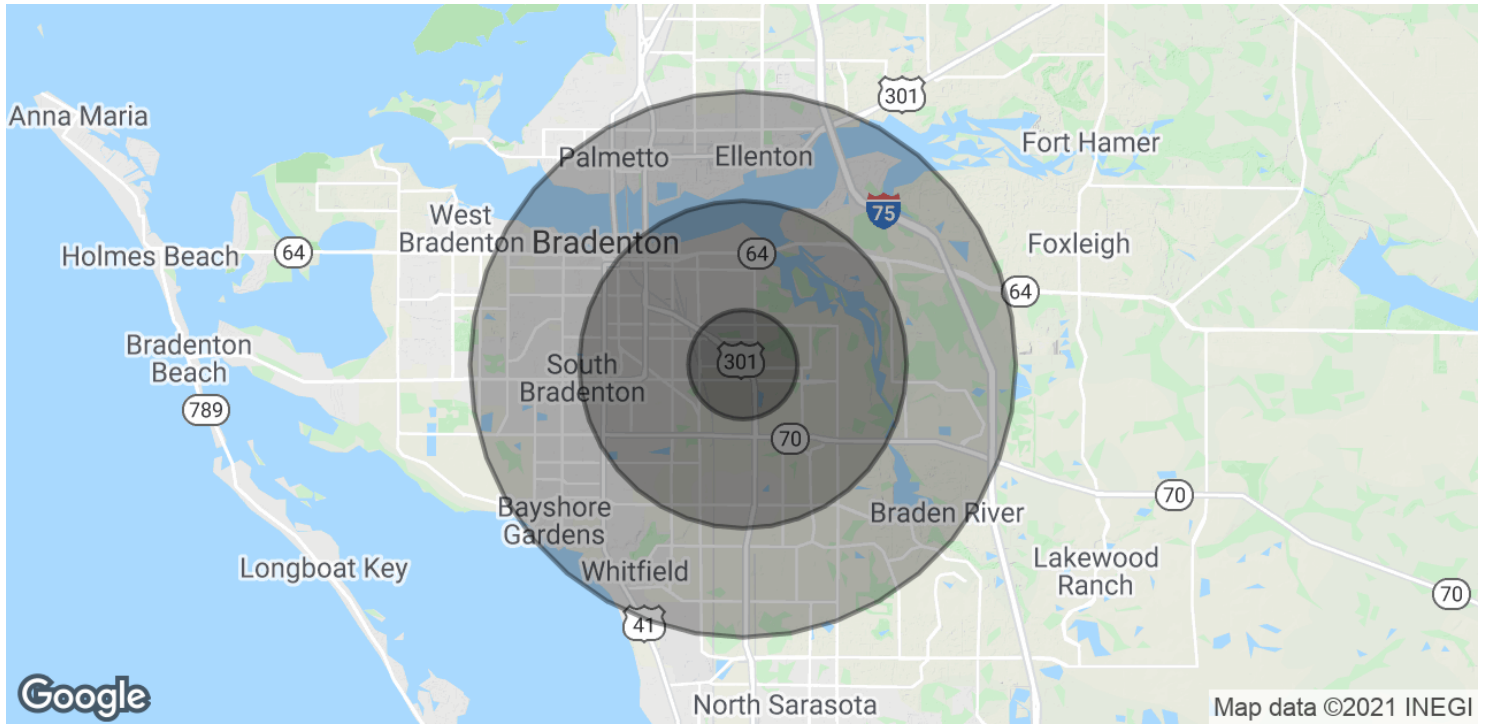 301
Anna Maria
Fort Hamer
Palmetto
Ellenton
75
West
Bradenton
Bradenton
Foxleigh
Holmes Beach
64
64
64
Bradenton
Beach
301
South
Bradenton
789
70
70
Bayshore
Gardens
Braden River
Longboat Key
Whitfield
Lakewood
Ranch
70
41
North Sarasota
Google
Map data ©2021 INEGI